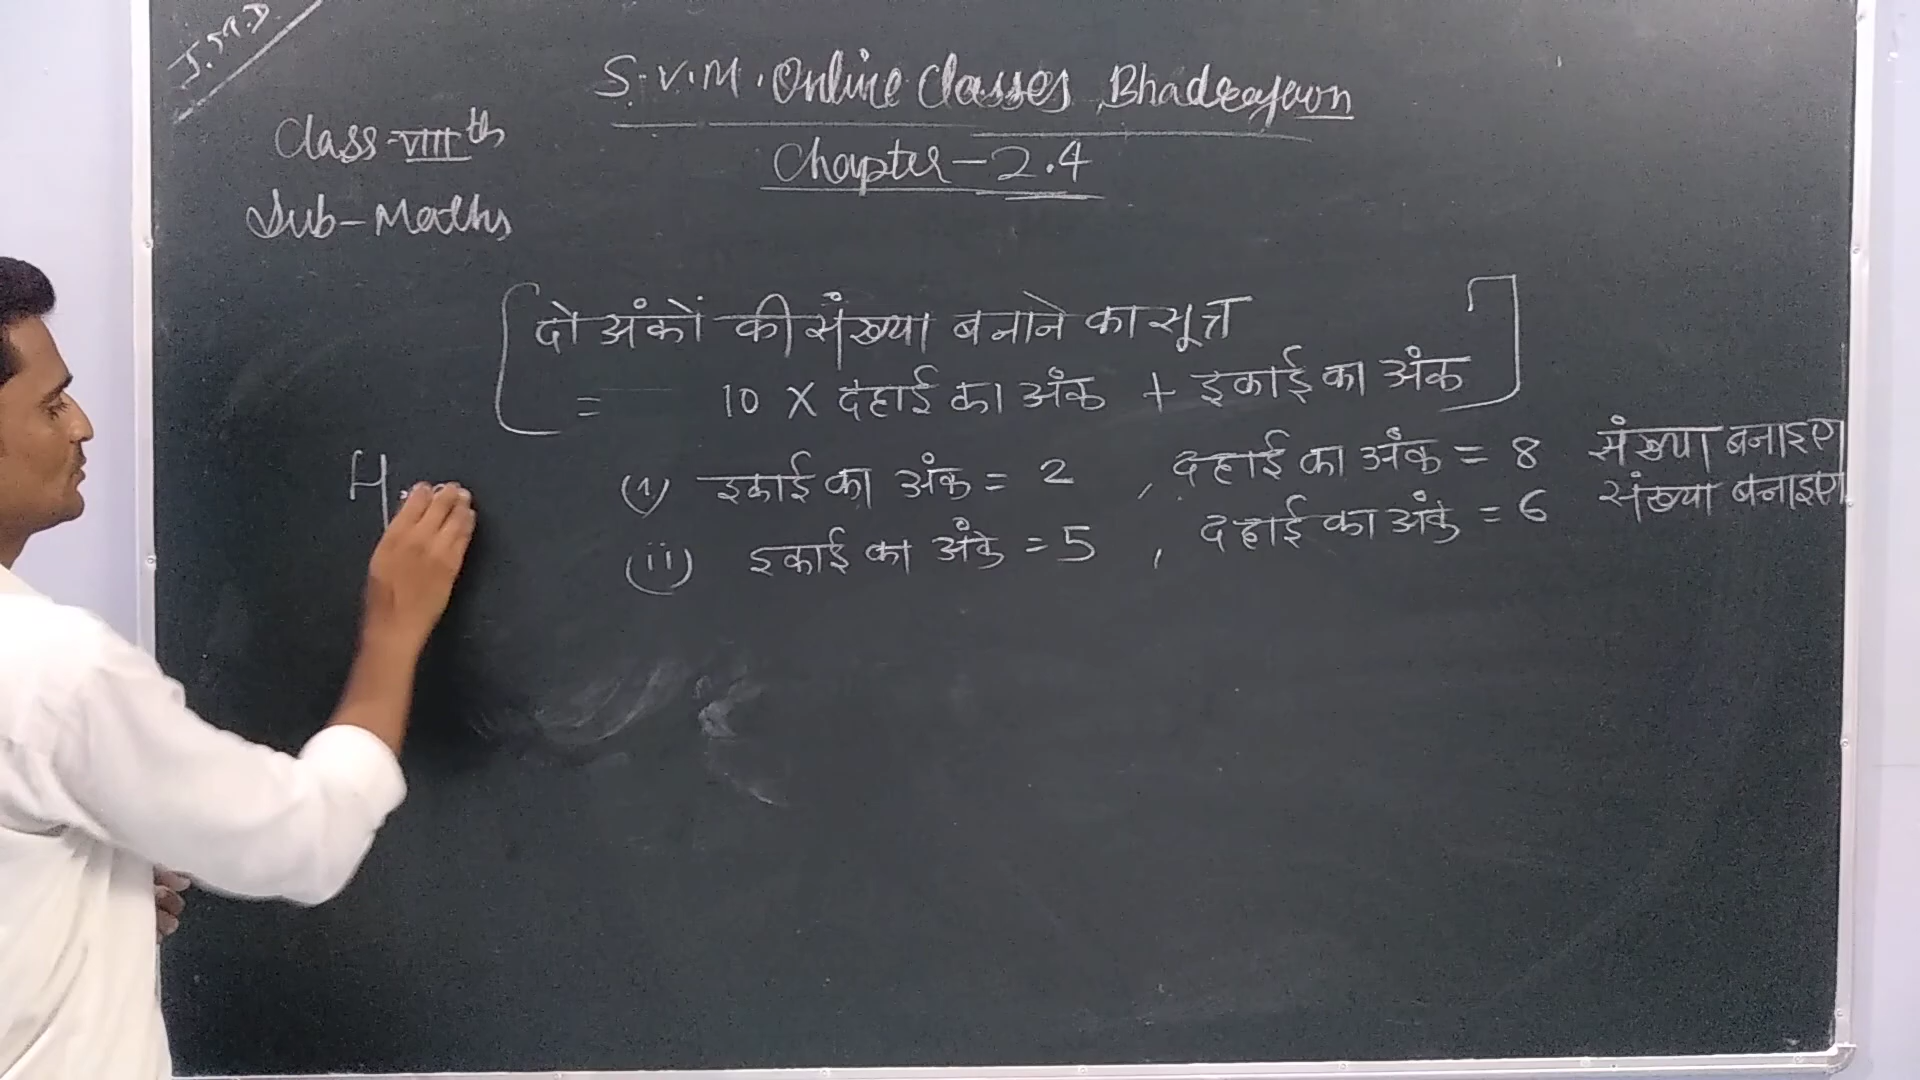 S.V.M. Online Classes, Bhadeayaon
Chapter - 2.4
Class - VIIIth
Sub - Maths
दो अंकों की संख्या बनाने का सूत्र
= 10 X दहाई का अंक + इकाई का अंक
(i) इकाई का अंक = 2 , दहाई का अंक = 8 संख्या बनाइए
(ii) इकाई का अंक = 5 , दहाई का अंक = 6 संख्या बनाइए
H.